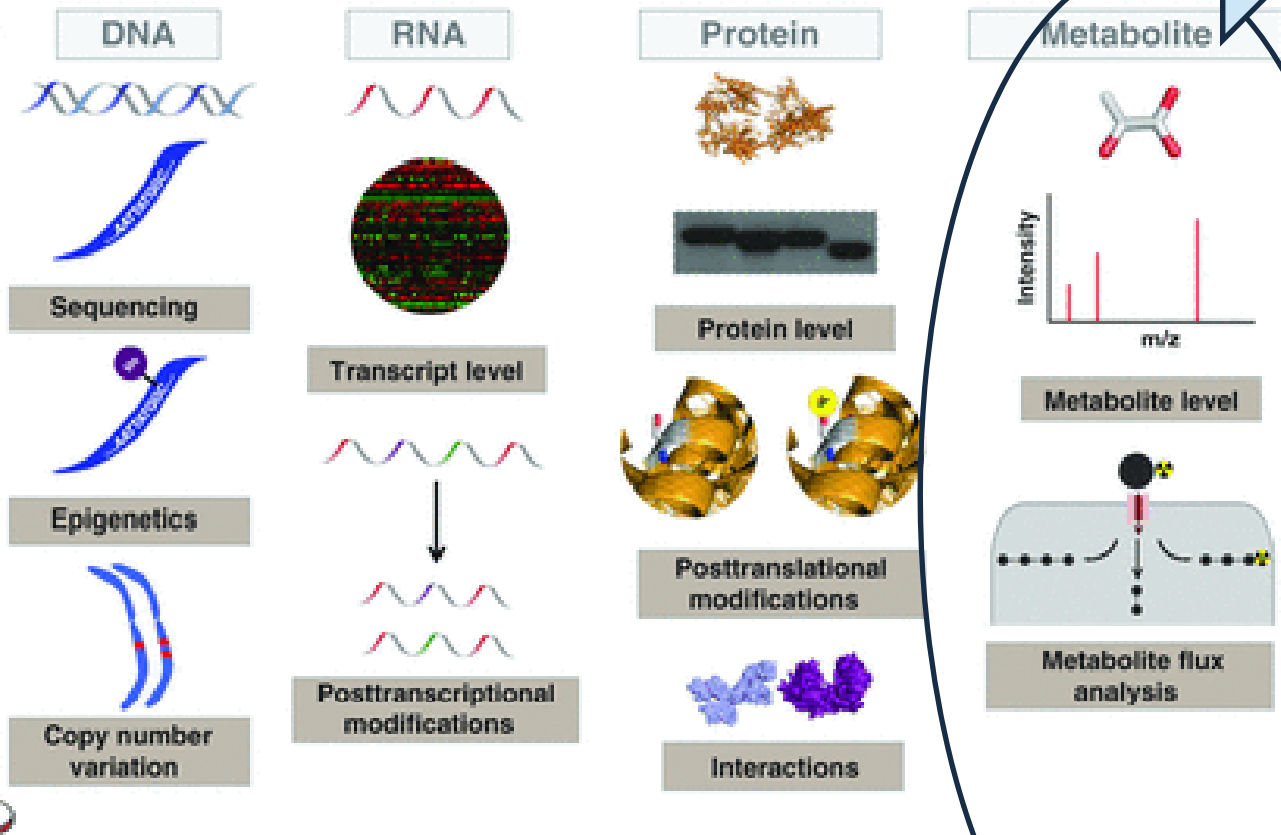 DNA
RNA
Protein
Metabolite
Sequencing
Epigenetics
Copy number
variation
Transcript level
Posttranscriptional
modifications
Protein level
Posttranslational
modifications
Interactions
Intensity
m/z
Metabolite level
Metabolite flux
analysis